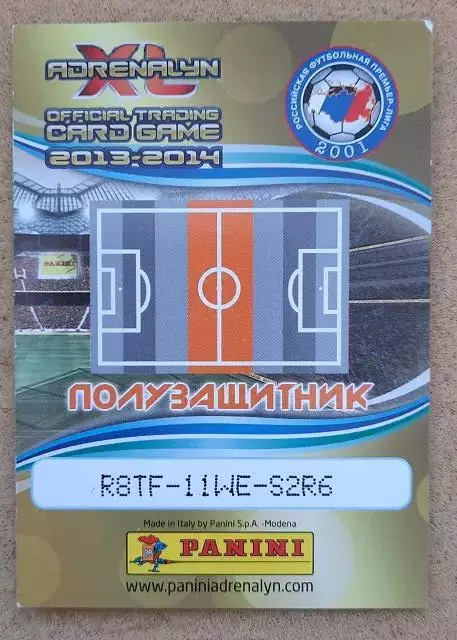 ADRENALYN
XL
OFFICIAL TRADING
CARD GAME
2013-2014
РОССИЙСКАЯ ФУТБОЛЬНАЯ ПРЕМЬЕР-ЛИГА
2001
PANINI
ПОЛУЗАЩИТНИК
R8TF-11WE-S2R6
Made in Italy by Panini S.p.A. -Modena
PANINI
www.paniniadrenalyn.com